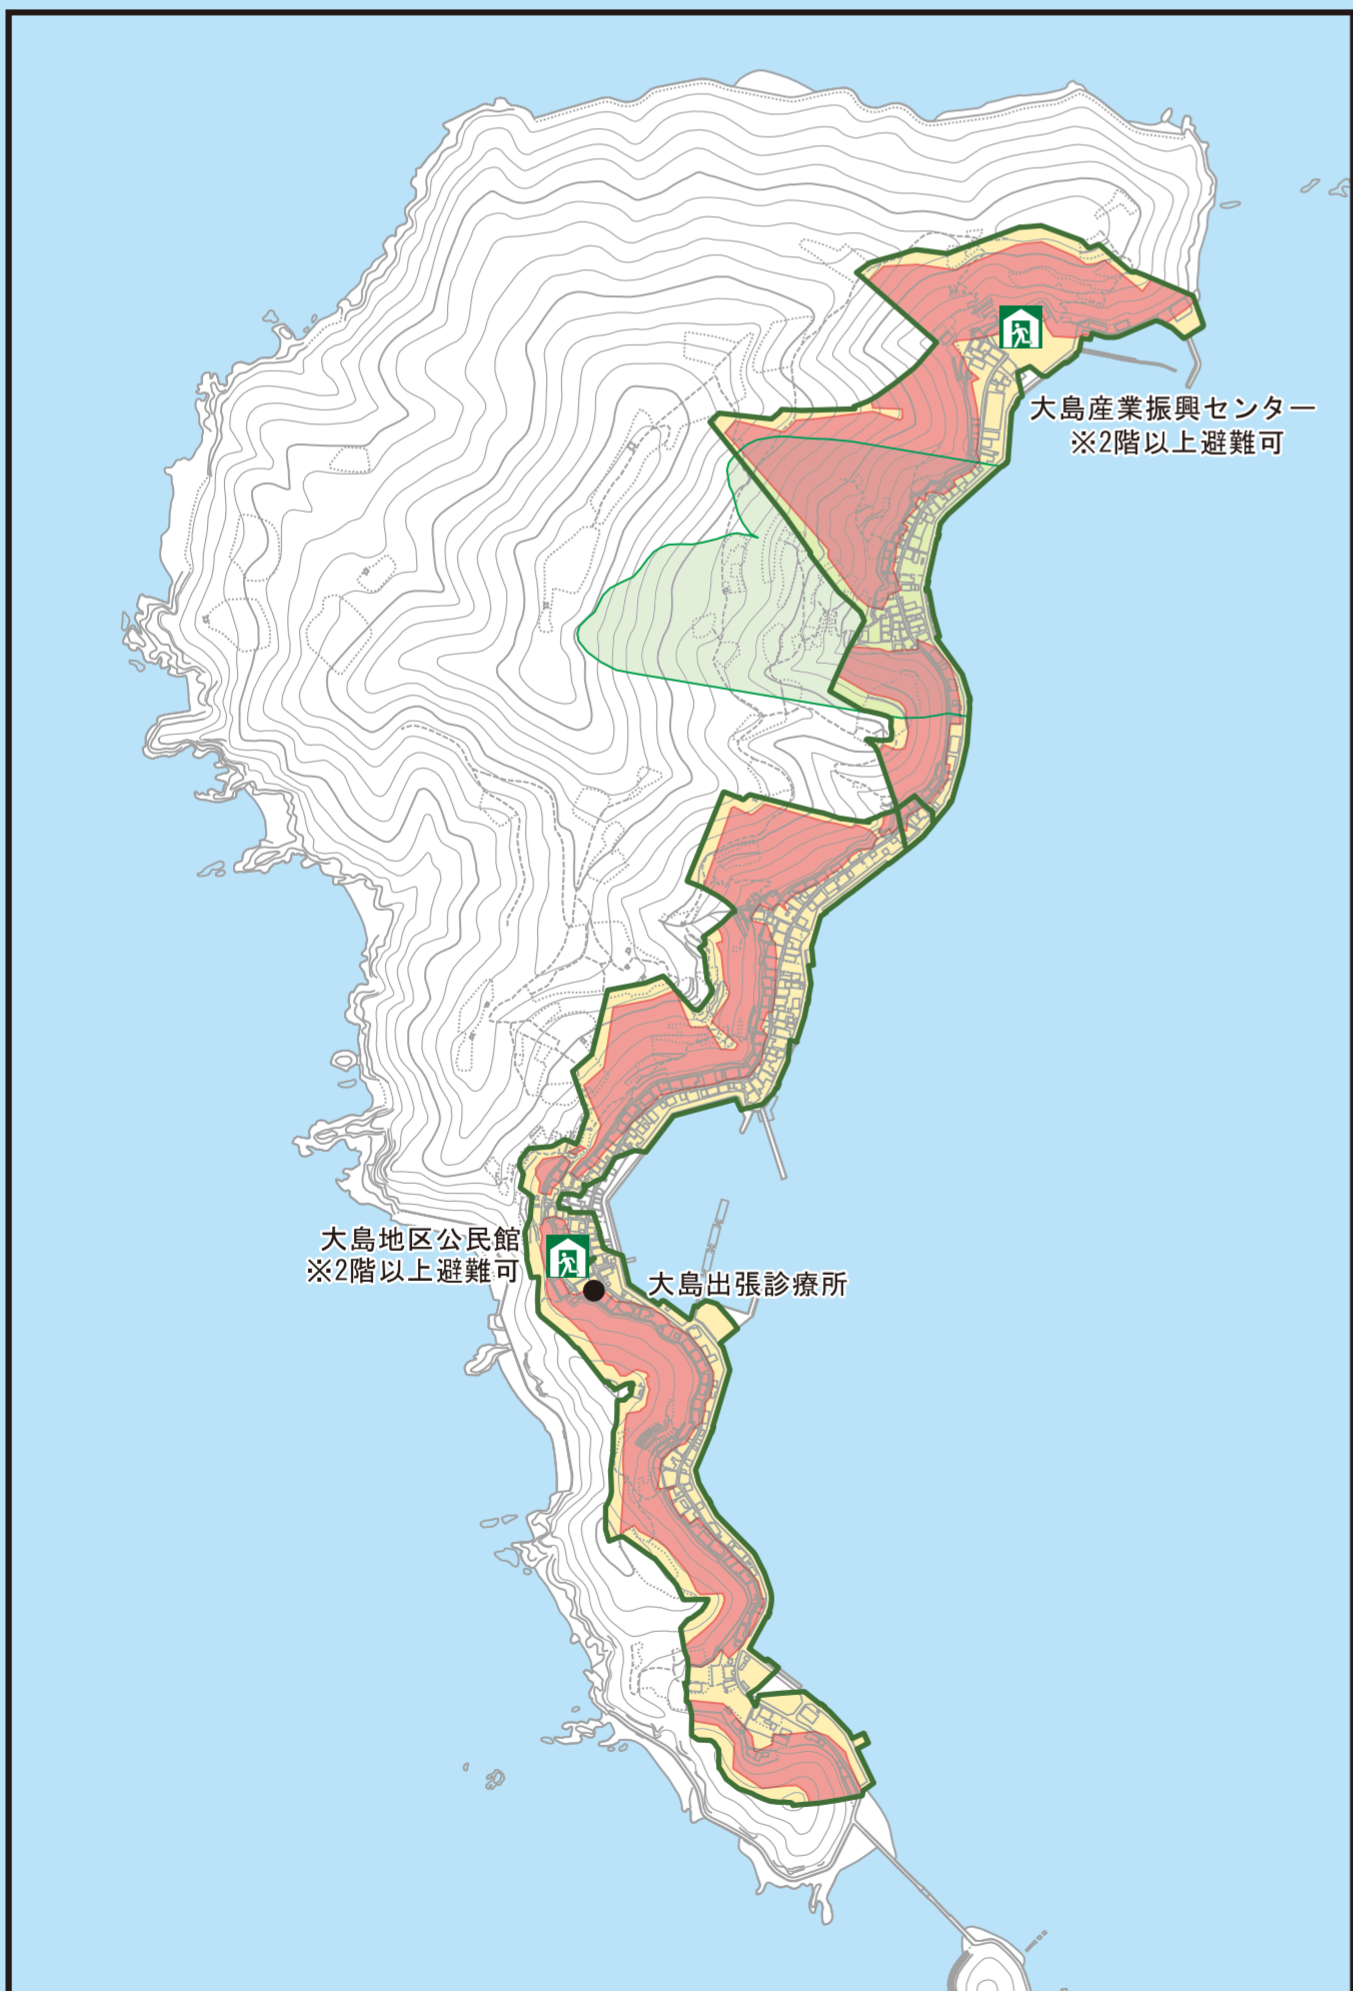 大島産業振興センター
※2階以上避難可
大島地区公民館
※2階以上避難可
大島出張診療所